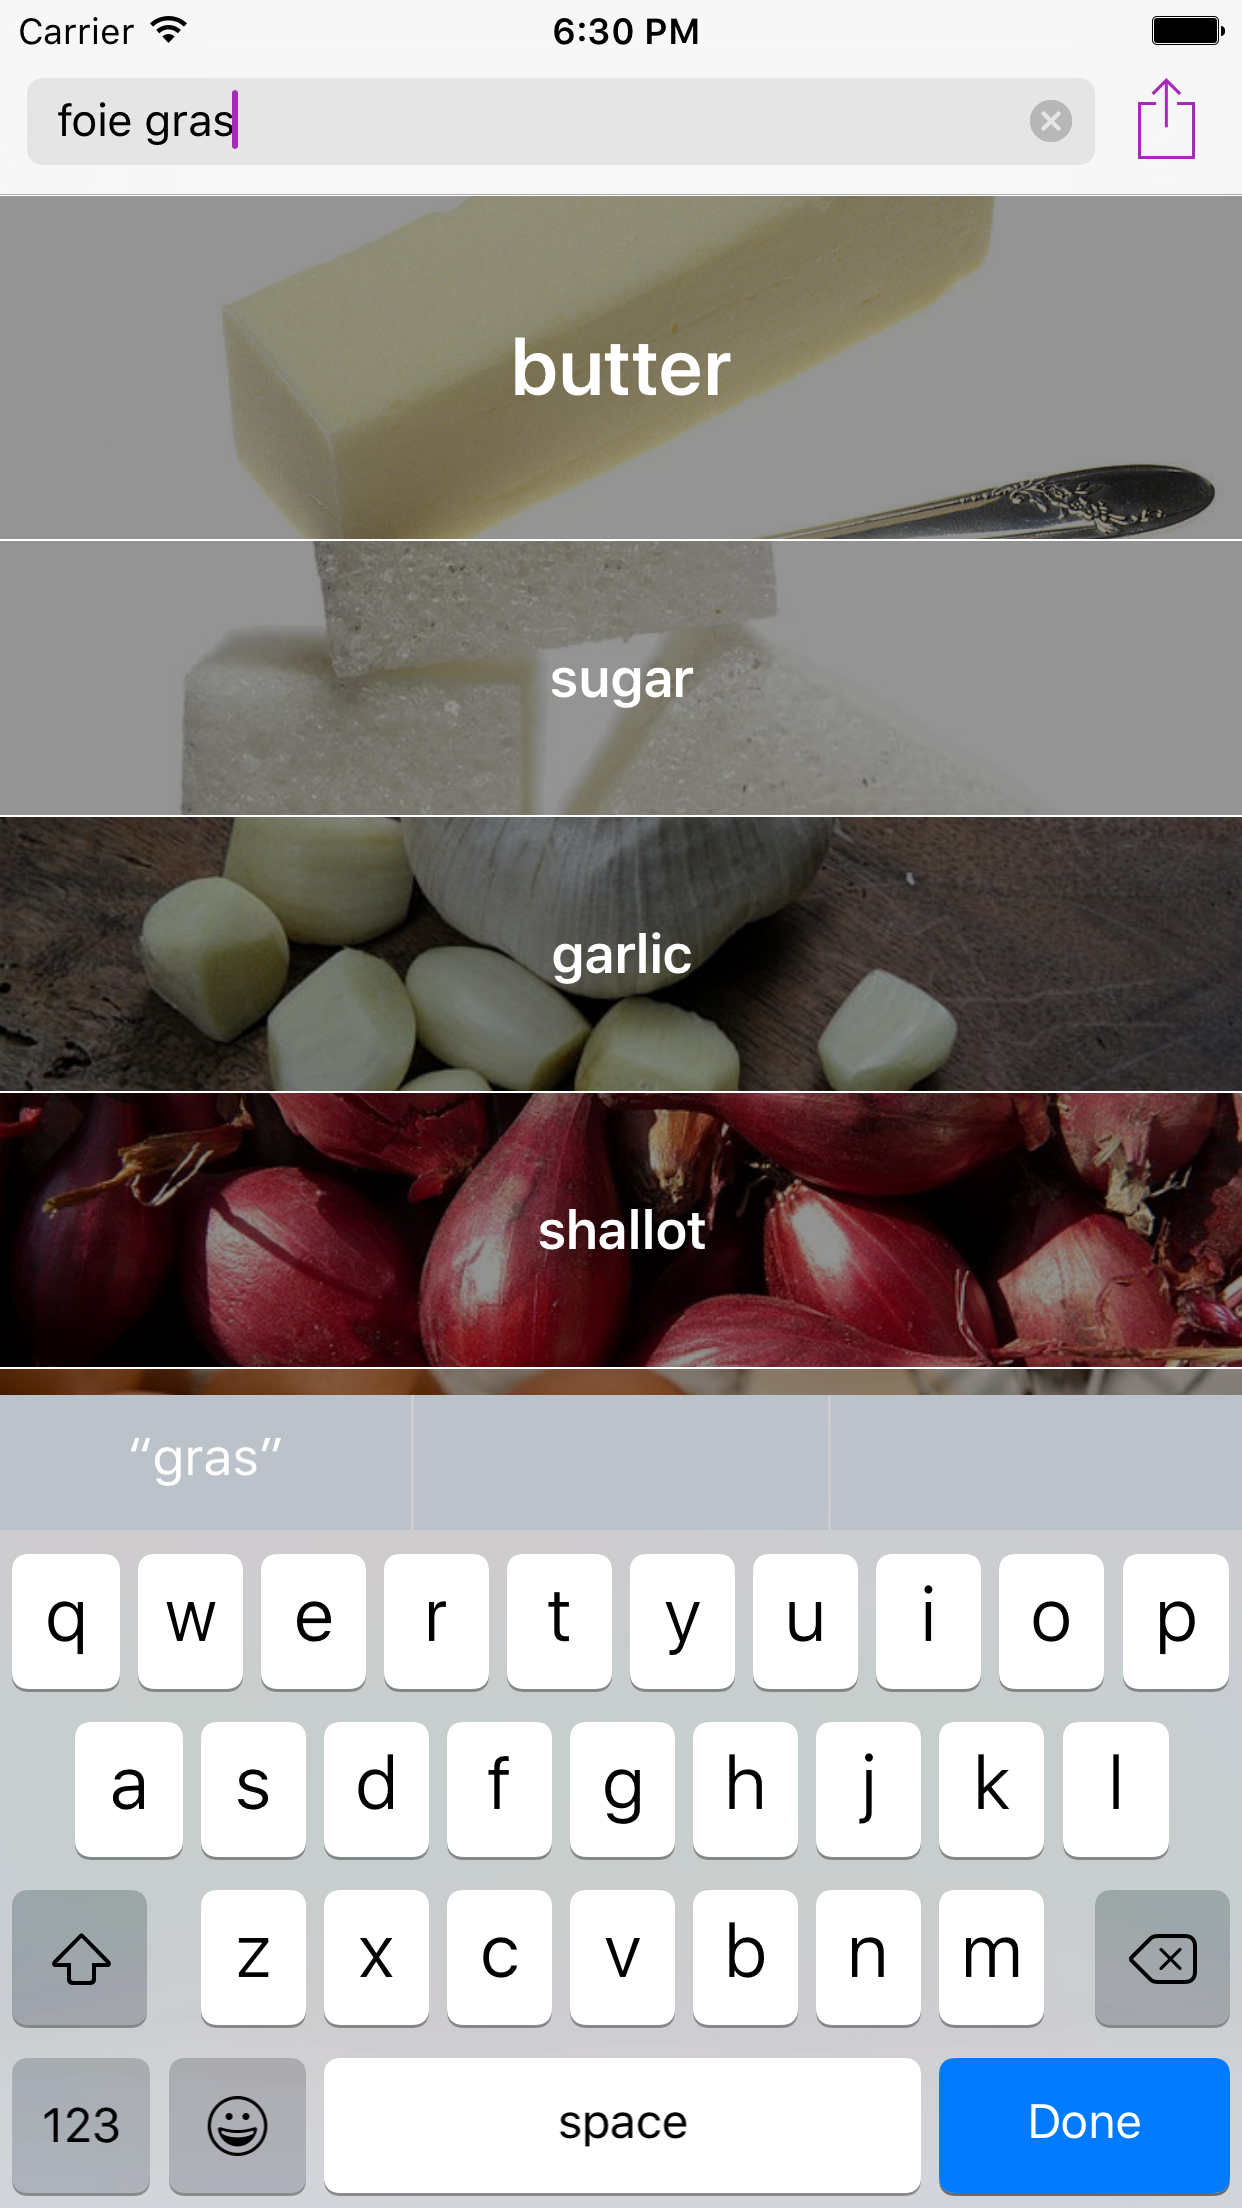 Carrier 6:30 PM
foie gras
butter
sugar
garlic
shallot
“gras”
q w e r t y u i o p
a s d f g h j k l
z x c v b n m
123 space Done